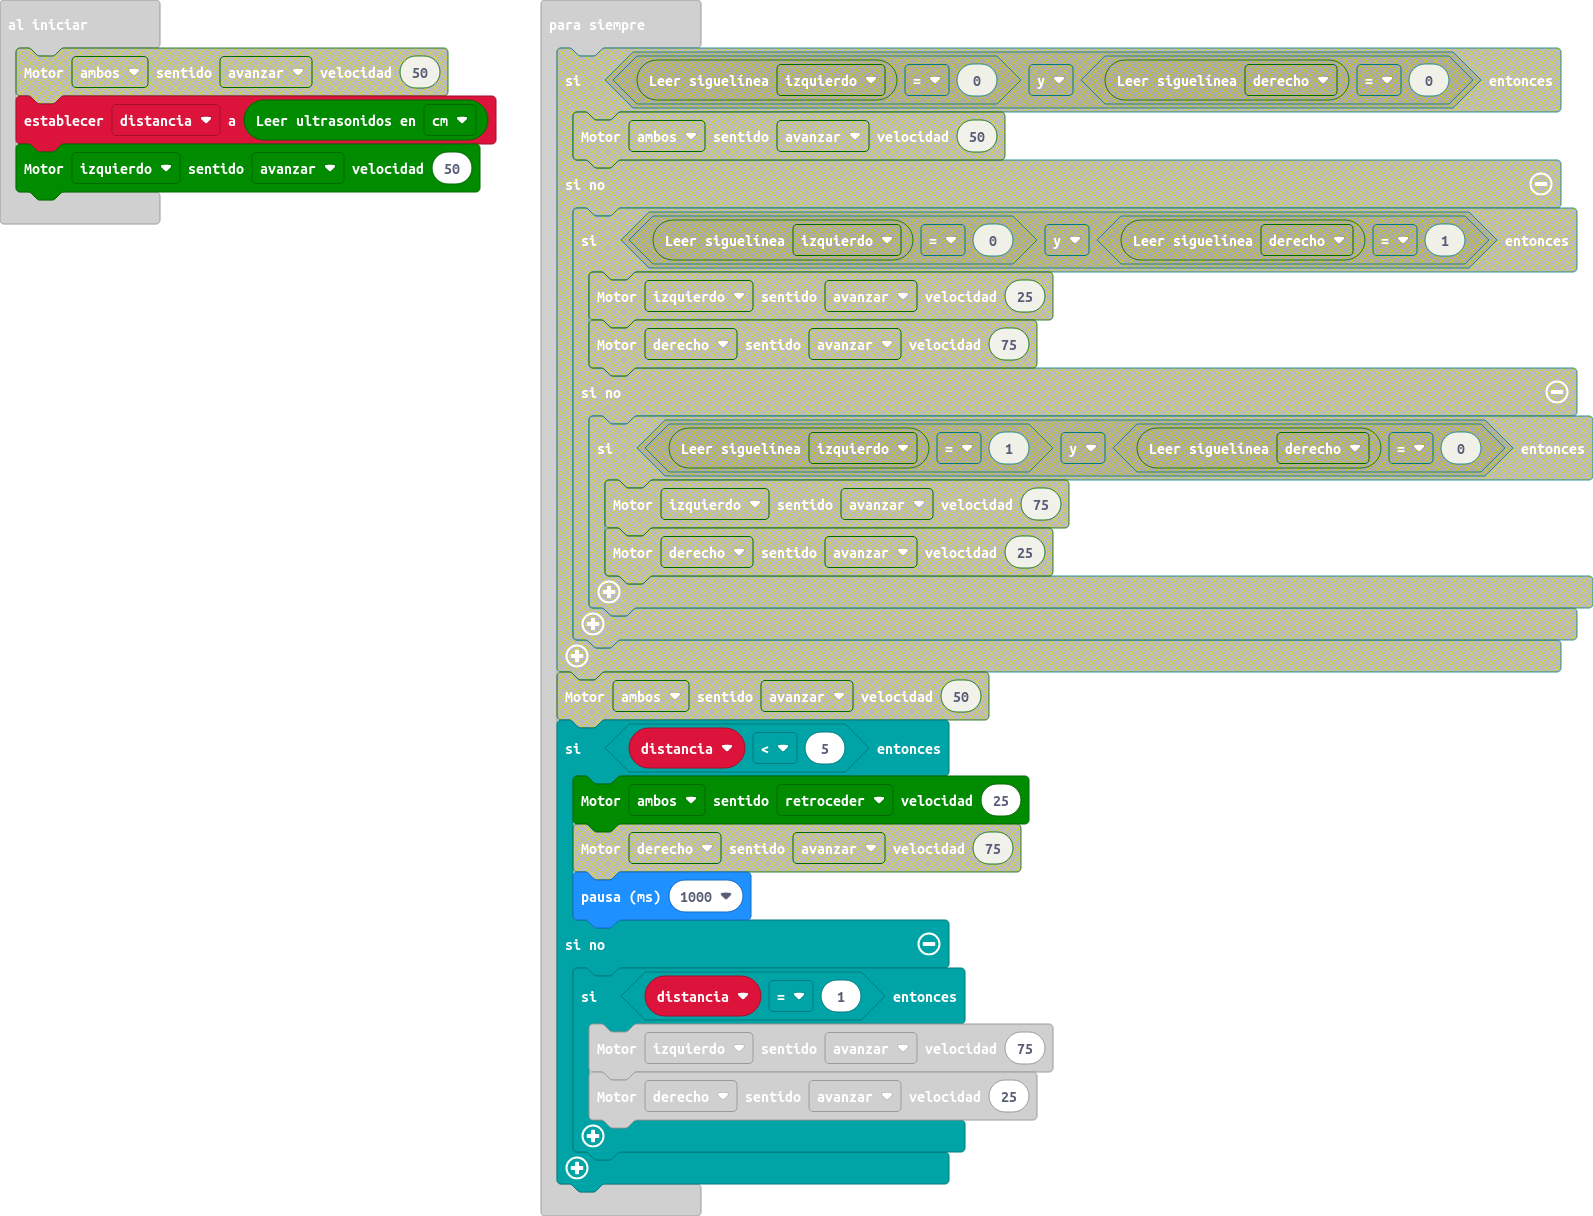 al iniciar
Motor ambos sentido avanzar velocidad 50
establecer distancia a Leer ultrasonidos en cm
Motor izquierdo sentido avanzar velocidad 50
para siempre
si Leer siguelínea izquierdo = 0 y Leer siguelínea derecho = 0 entonces
Motor ambos sentido avanzar velocidad 50
si no
si Leer siguelínea izquierdo = 0 y Leer siguelínea derecho = 1 entonces
Motor izquierdo sentido avanzar velocidad 25
Motor derecho sentido avanzar velocidad 75
si no
si Leer siguelínea izquierdo = 1 y Leer siguelínea derecho = 0 entonces
Motor izquierdo sentido avanzar velocidad 75
Motor derecho sentido avanzar velocidad 25
Motor ambos sentido avanzar velocidad 50
si distancia < 5 entonces
Motor ambos sentido retroceder velocidad 25
Motor derecho sentido avanzar velocidad 75
pausa (ms) 1000
si no
si distancia = 1 entonces
Motor izquierdo sentido avanzar velocidad 75
Motor derecho sentido avanzar velocidad 25